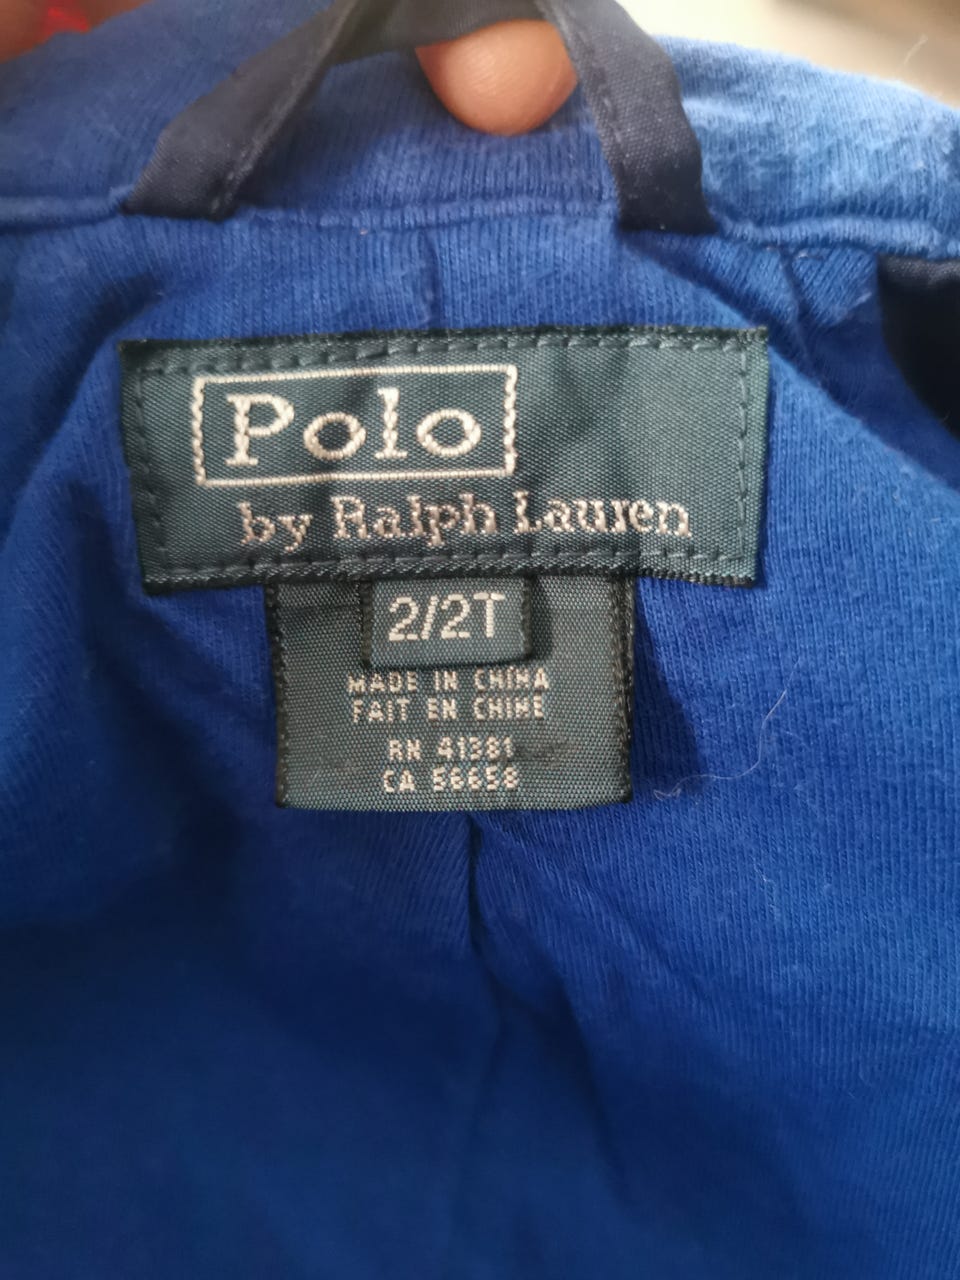 Polo
by Ralph Lauren
2/2T
MADE IN CHINA
FAIT EN CHINE
RN 41381
CA 56658